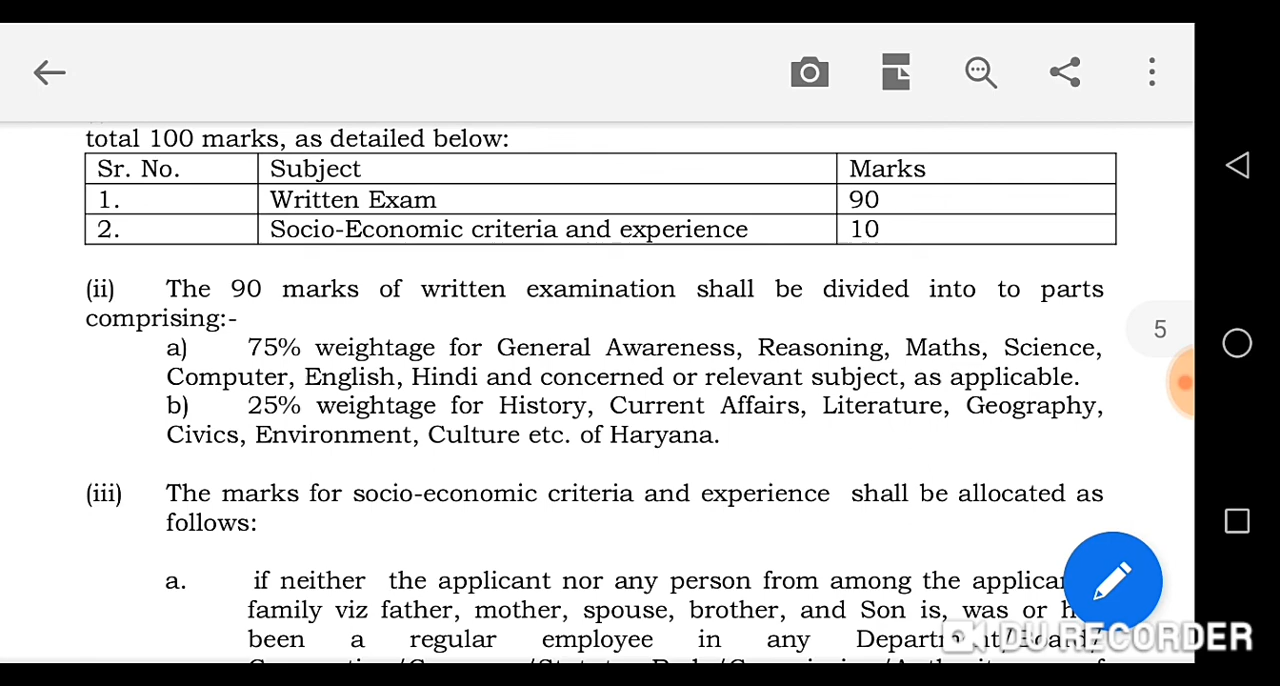 total 100 marks, as detailed below:
Sr. No. Subject Marks
1. Written Exam 90
2. Socio-Economic criteria and experience 10
(ii) The 90 marks of written examination shall be divided into to parts
comprising:-
5
a) 75% weightage for General Awareness, Reasoning, Maths, Science,
Computer, English, Hindi and concerned or relevant subject, as applicable.
b) 25% weightage for History, Current Affairs, Literature, Geography,
Civics, Environment, Culture etc. of Haryana.
(iii) The marks for socio-economic criteria and experience shall be allocated as
follows:
a. if neither the applicant nor any person from among the
family viz father, mother, spouse, brother, and Son is, was or
been a regular employee in any
DU RECORDER